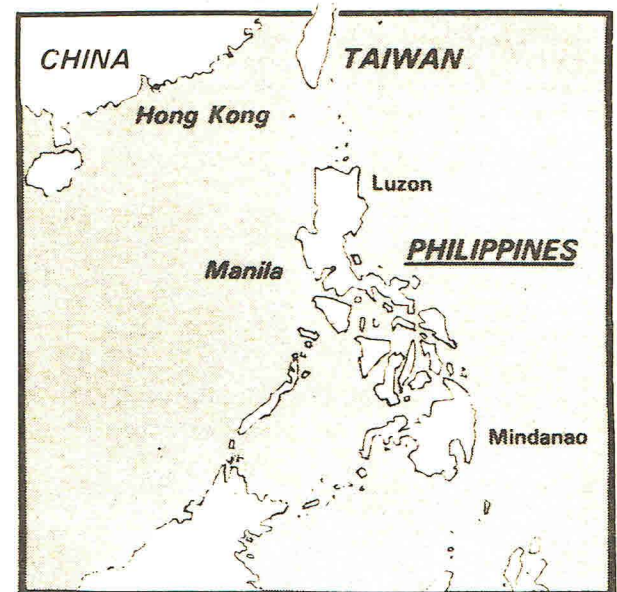 CHINA
TAIWAN
Hong Kong
Luzon
PHILIPPINES
Manila
Mindanao